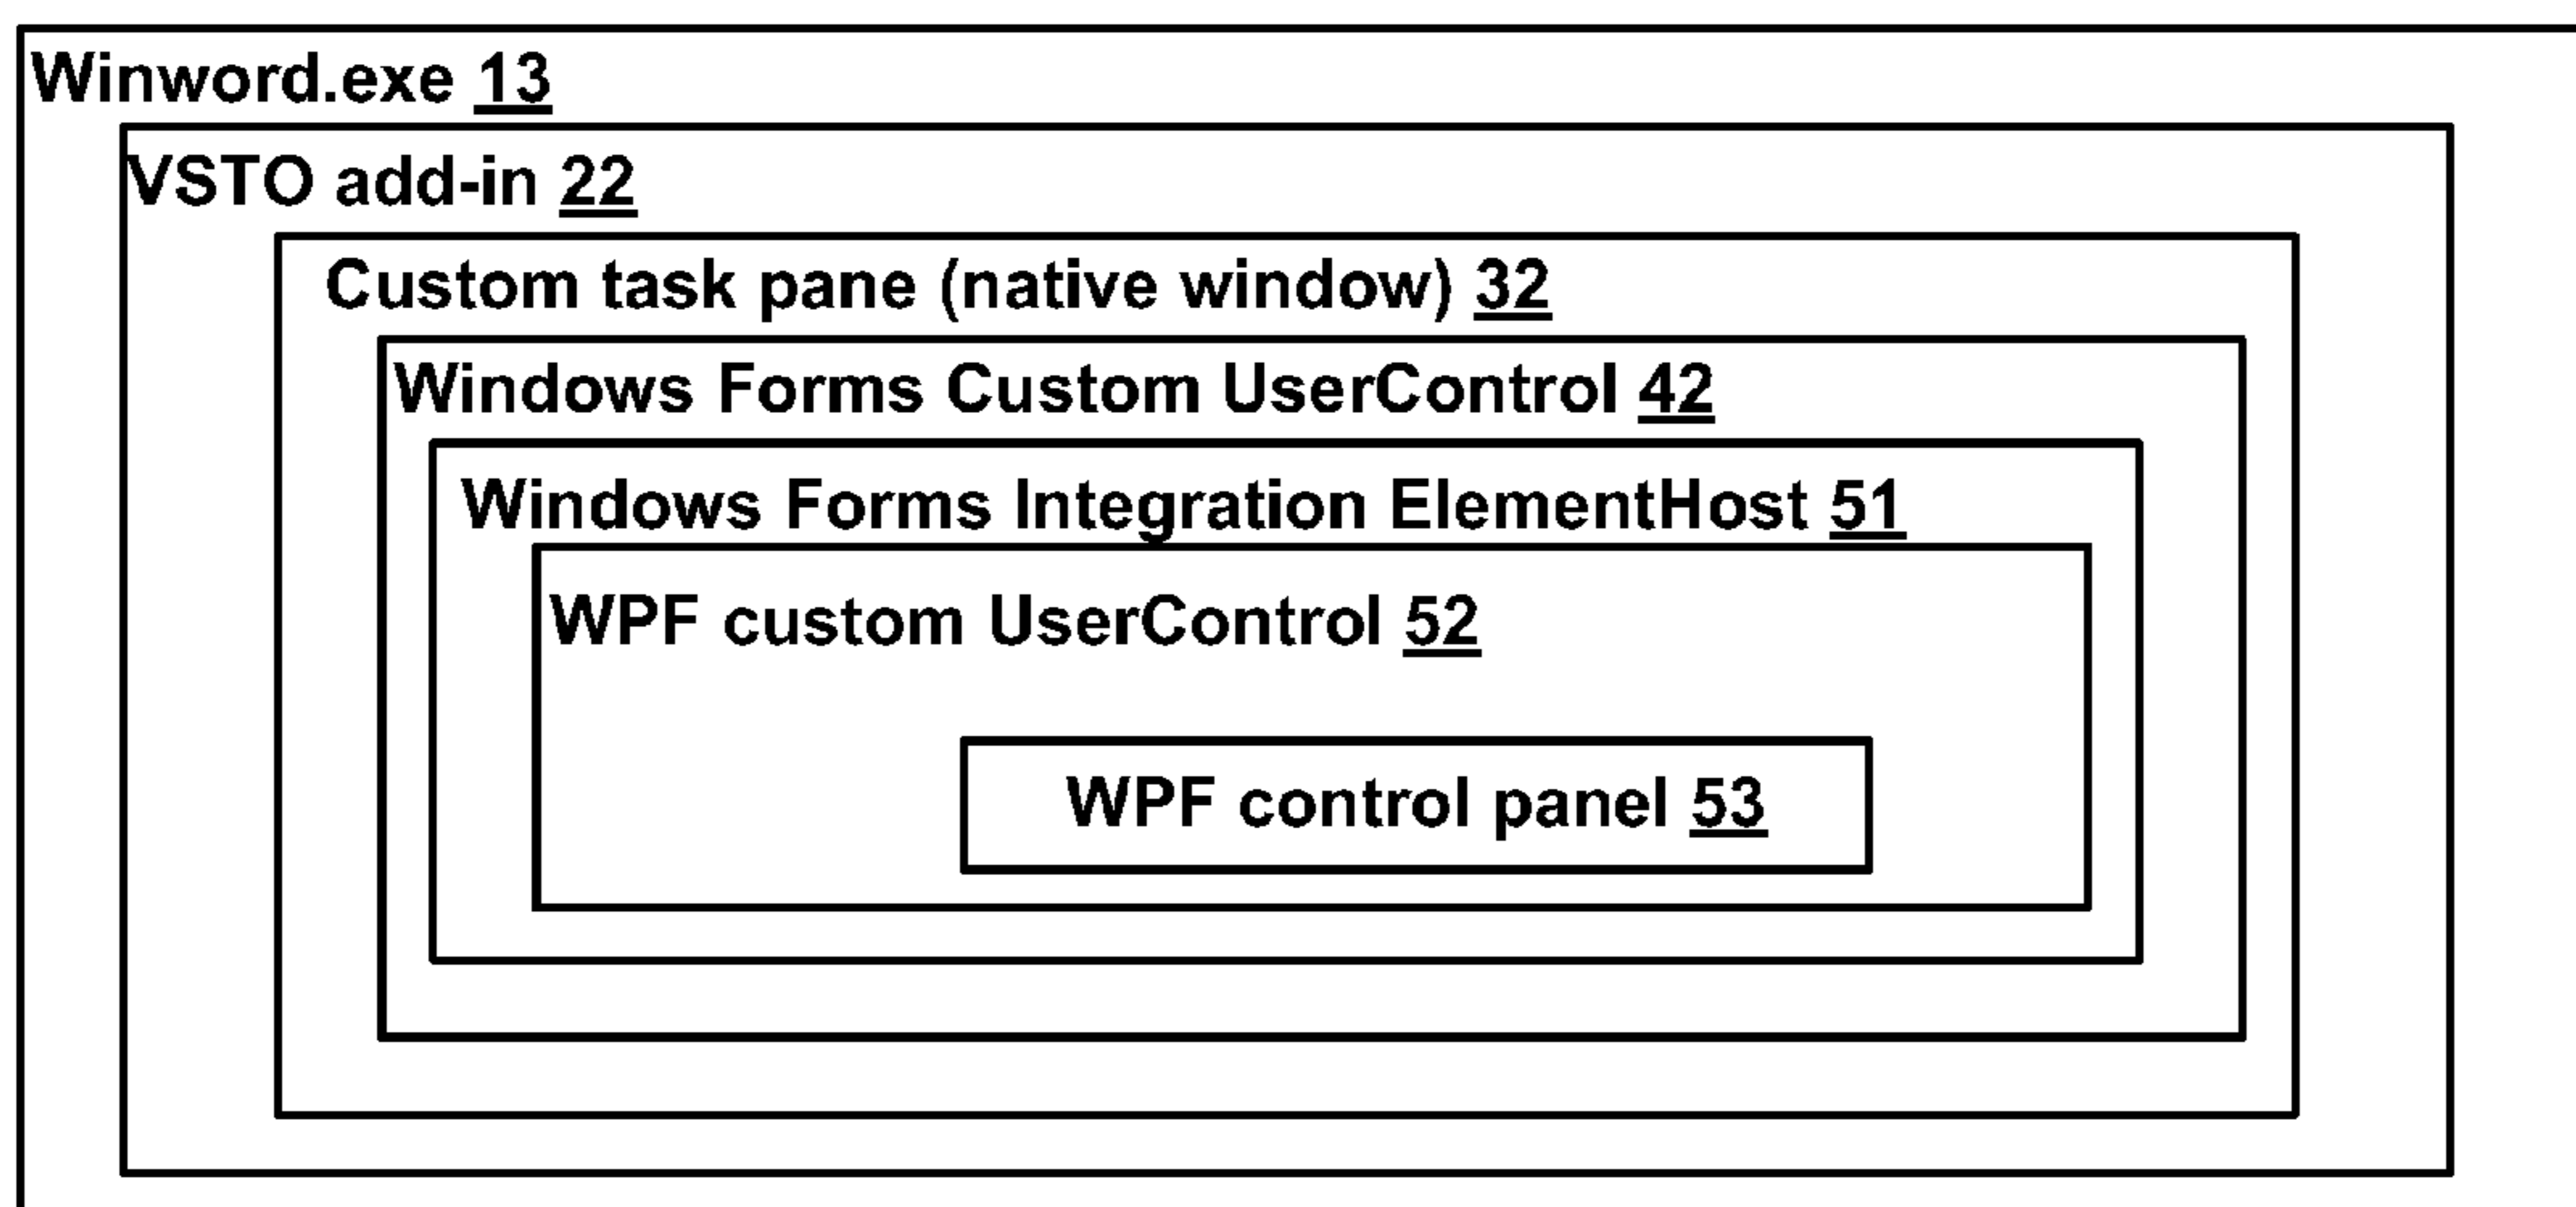 Winword.exe 13
VSTO add-in 22
Custom task pane (native window) 32
Windows Forms Custom UserControl 42
Windows Forms Integration ElementHost 51
WPF custom UserControl 52
WPF control panel 53